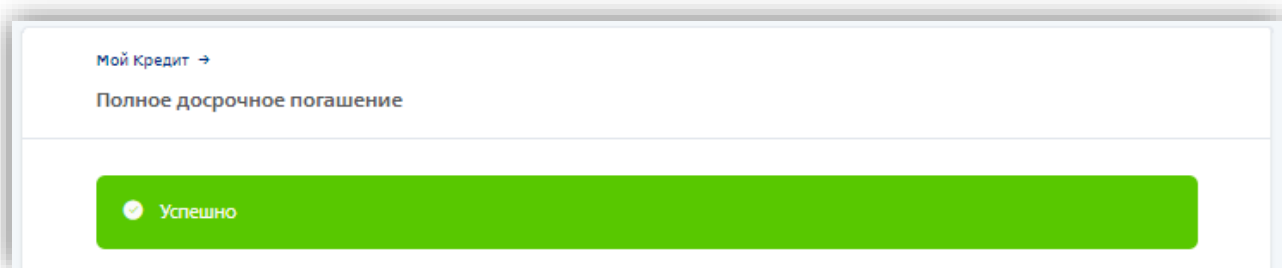 Мой Кредит →
Полное досрочное погашение
Успешно